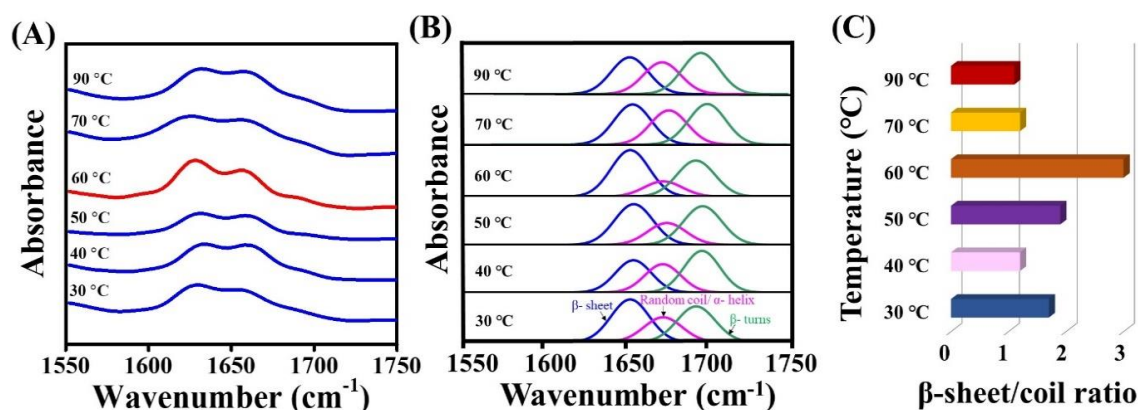 (A)
90 °C
70 °C
60 °C
50 °C
40 °C
30 °C
Absorbance
1550 1600 1650 1700 1750
Wavenumber (cm-1)
(B)
90 °C
70 °C
60 °C
50 °C
40 °C
30 °C
β- sheet
Random coil/ α- helix
β- turns
Absorbance
1550 1600 1650 1700 1750
Wavenumber (cm-1)
(C)
90 °C
70 °C
60 °C
50 °C
40 °C
30 °C
Temperature (°C)
0 1 2 3
β-sheet/coil ratio